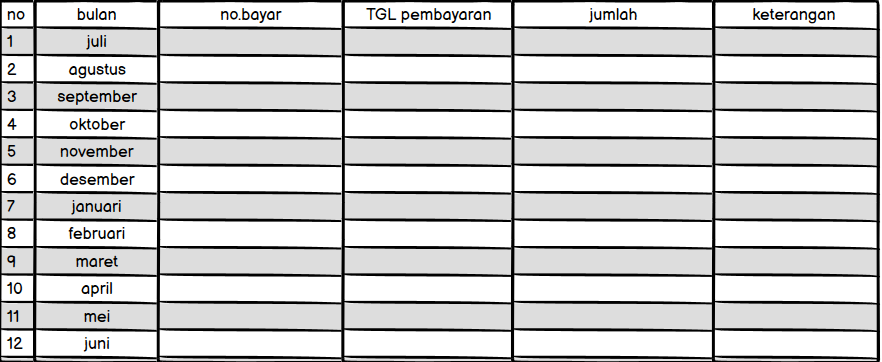 no bulan no.bayar TGL pembayaran jumlah keterangan
1 juli
2 agustus
3 september
4 oktober
5 november
6 desember
7 januari
8 februari
9 maret
10 april
11 mei
12 juni